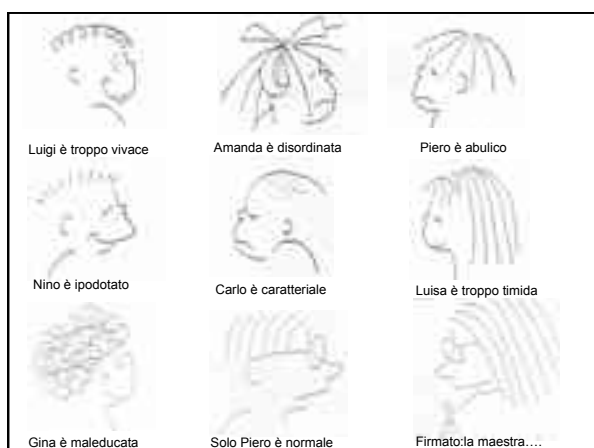 Luigi è troppo vivace
Amanda è disordinata
Piero è abulico
Nino è ipodotato
Carlo è caratteriale
Luisa è troppo timida
Gina è maleducata
Solo Piero è normale
Firmato:la maestra….